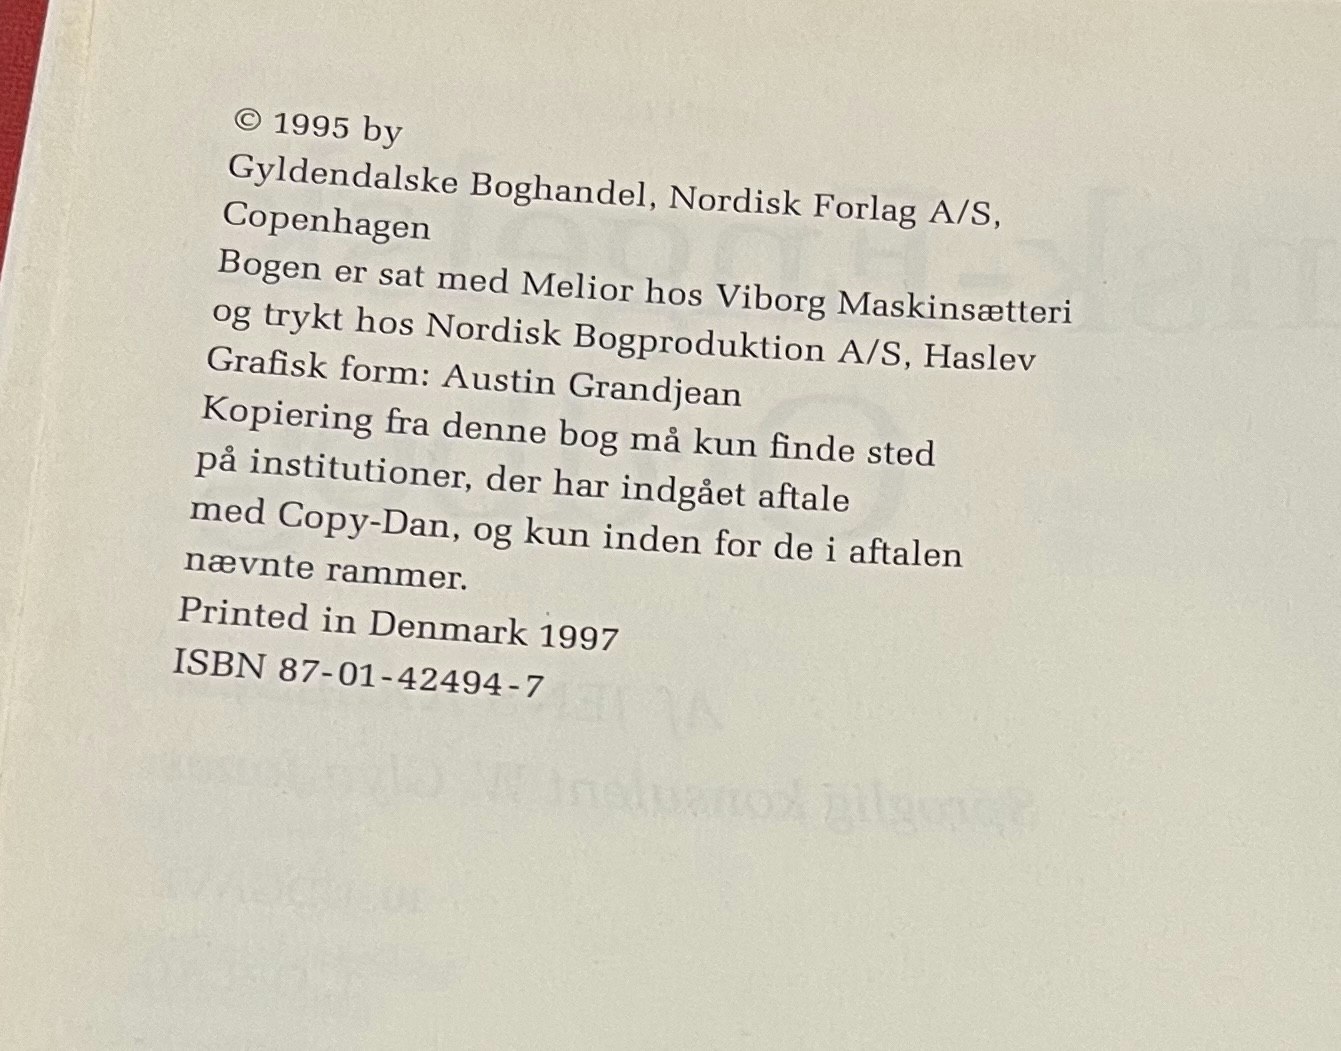 © 1995 by
Gyldendalske Boghandel, Nordisk Forlag A/S,
Copenhagen
Bogen er sat med Melior hos Viborg Maskinsætteri
og trykt hos Nordisk Bogproduktion A/S, Haslev
Grafisk form: Austin Grandjean
Kopiering fra denne bog må kun finde sted
på institutioner, der har indgået aftale
med Copy-Dan, og kun inden for de i aftalen
nævnte rammer.
Printed in Denmark 1997
ISBN 87-01-42494-7